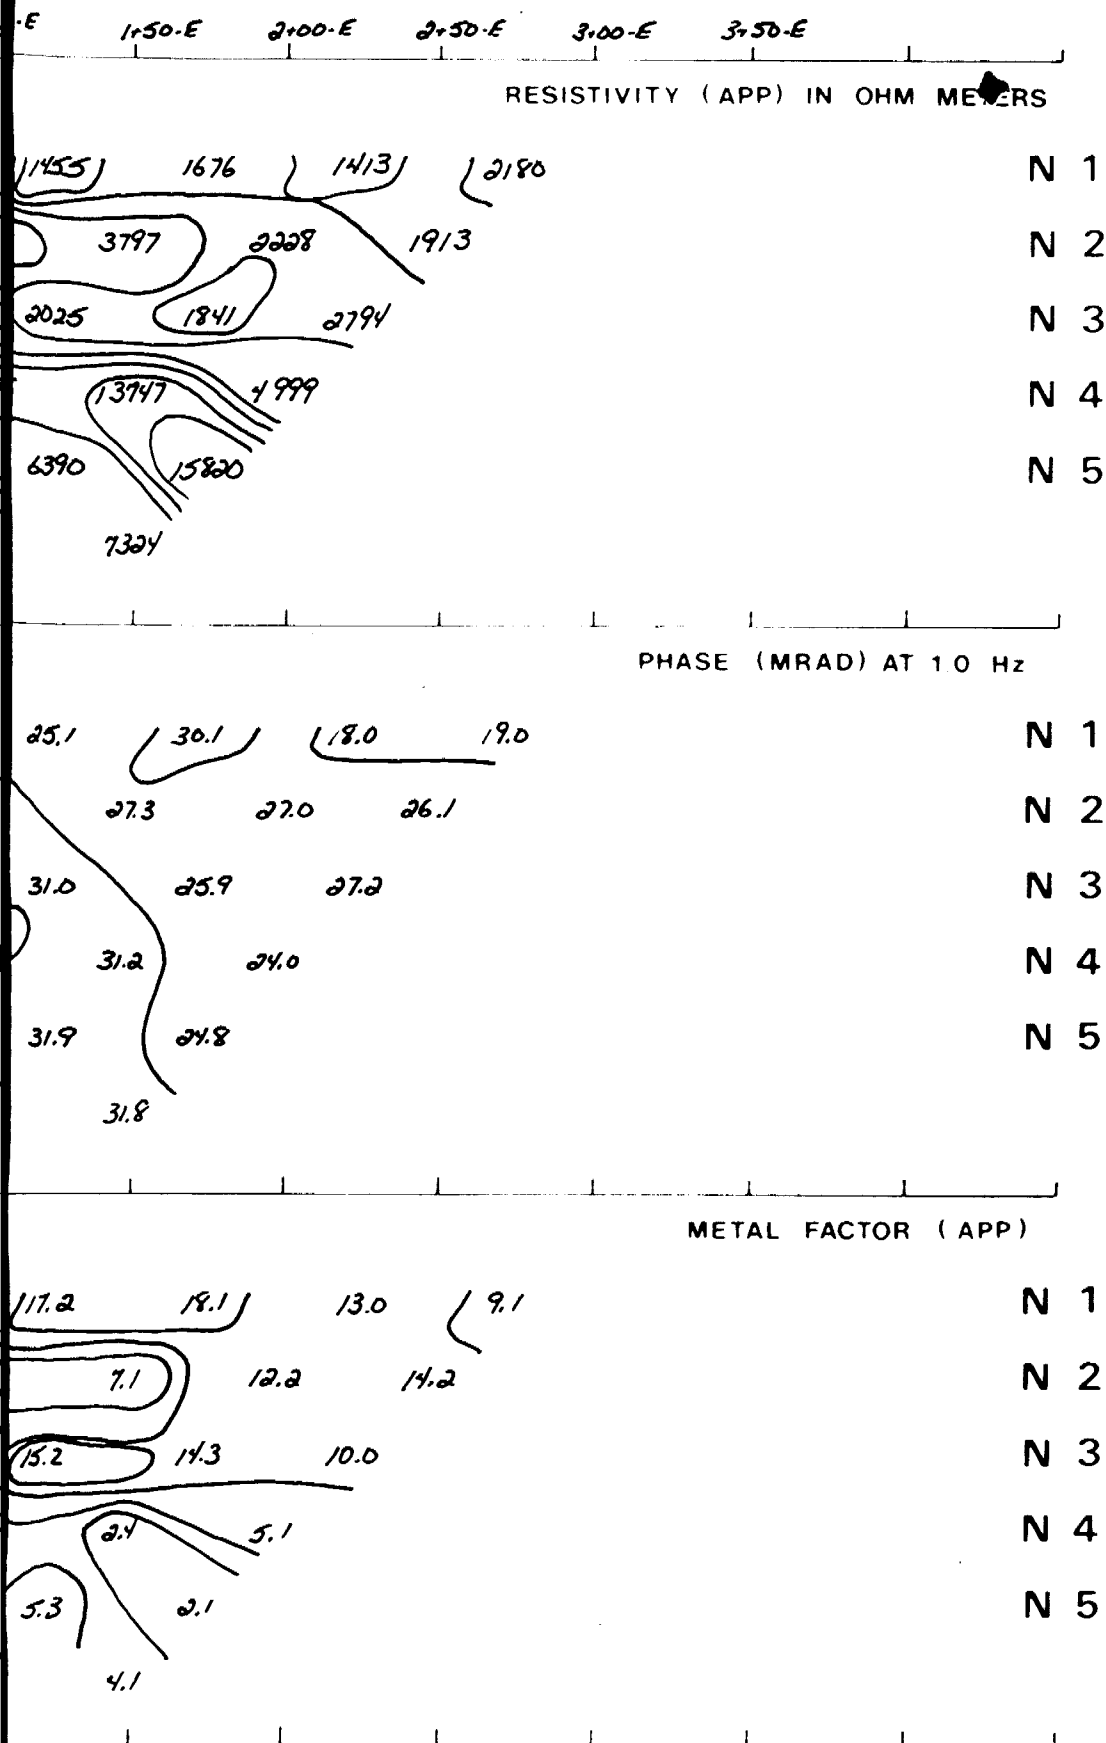 -E 1+50-E 2+00-E 2+50-E 3+00-E 3+50-E
RESISTIVITY (APP) IN OHM METERS
1455 1676 1413 2180 N 1
3797 2228 1913 N 2
2025 1841 2794 N 3
13747 4999 N 4
6390 15820 N 5
7324
PHASE (MRAD) AT 1.0 Hz
25.1 30.1 18.0 19.0 N 1
27.3 27.0 26.1 N 2
31.0 25.9 27.2 N 3
31.2 24.0 N 4
31.9 24.8 N 5
31.8
METAL FACTOR (APP)
17.2 18.1 13.0 9.1 N 1
7.1 12.2 14.2 N 2
15.2 14.3 10.0 N 3
2.4 5.1 N 4
5.3 2.1 N 5
4.1